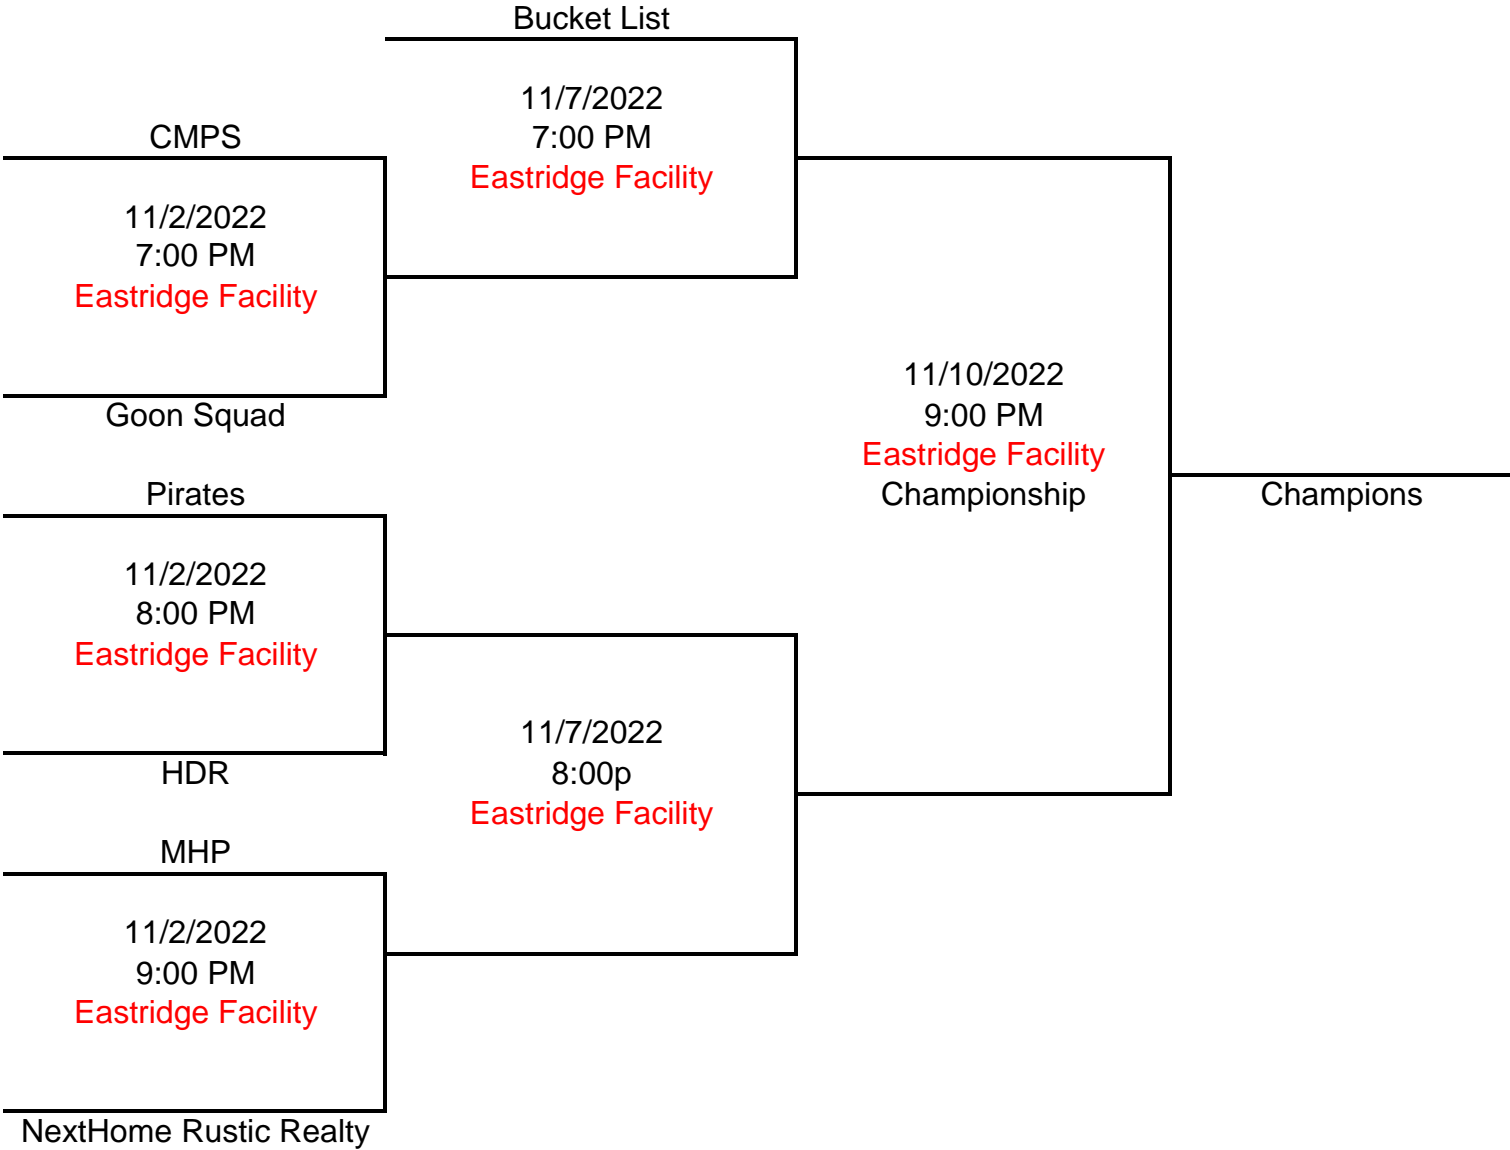 Bucket List
11/7/2022
7:00 PM
Eastridge Facility
CMPS
11/2/2022
7:00 PM
Eastridge Facility
Goon Squad
11/10/2022
9:00 PM
Eastridge Facility
Championship
Champions
Pirates
11/2/2022
8:00 PM
Eastridge Facility
HDR
11/7/2022
8:00p
Eastridge Facility
MHP
11/2/2022
9:00 PM
Eastridge Facility
NextHome Rustic Realty